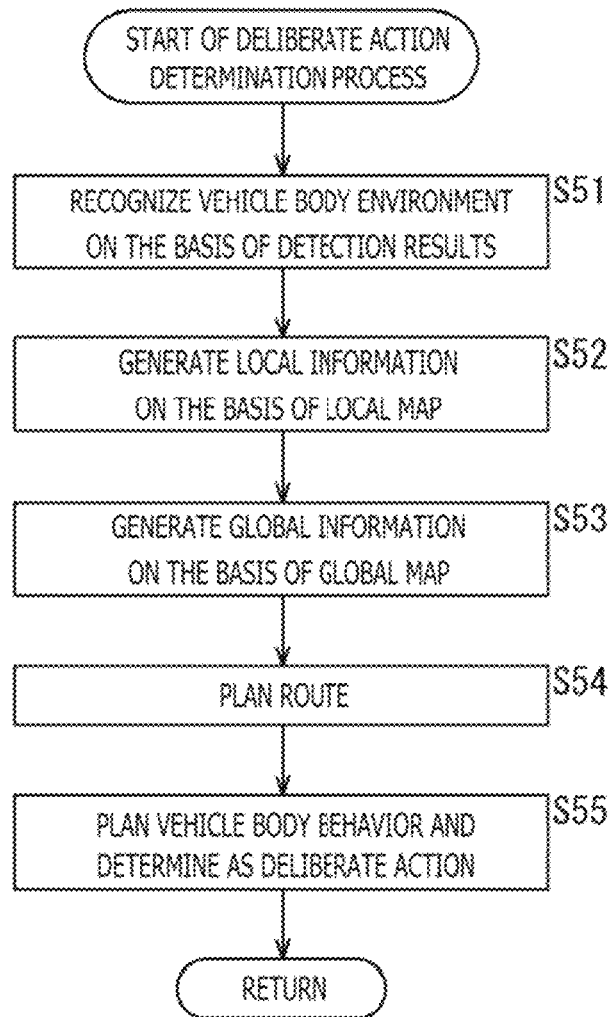 START OF DELIBERATE ACTION
DETERMINATION PROCESS
S51
RECOGNIZE VEHICLE BODY ENVIRONMENT
ON THE BASIS OF DETECTION RESULTS
S52
GENERATE LOCAL INFORMATION
ON THE BASIS OF LOCAL MAP
S53
GENERATE GLOBAL INFORMATION
ON THE BASIS OF GLOBAL MAP
S54
PLAN ROUTE
S55
PLAN VEHICLE BODY BEHAVIOR AND
DETERMINE AS DELIBERATE ACTION
RETURN